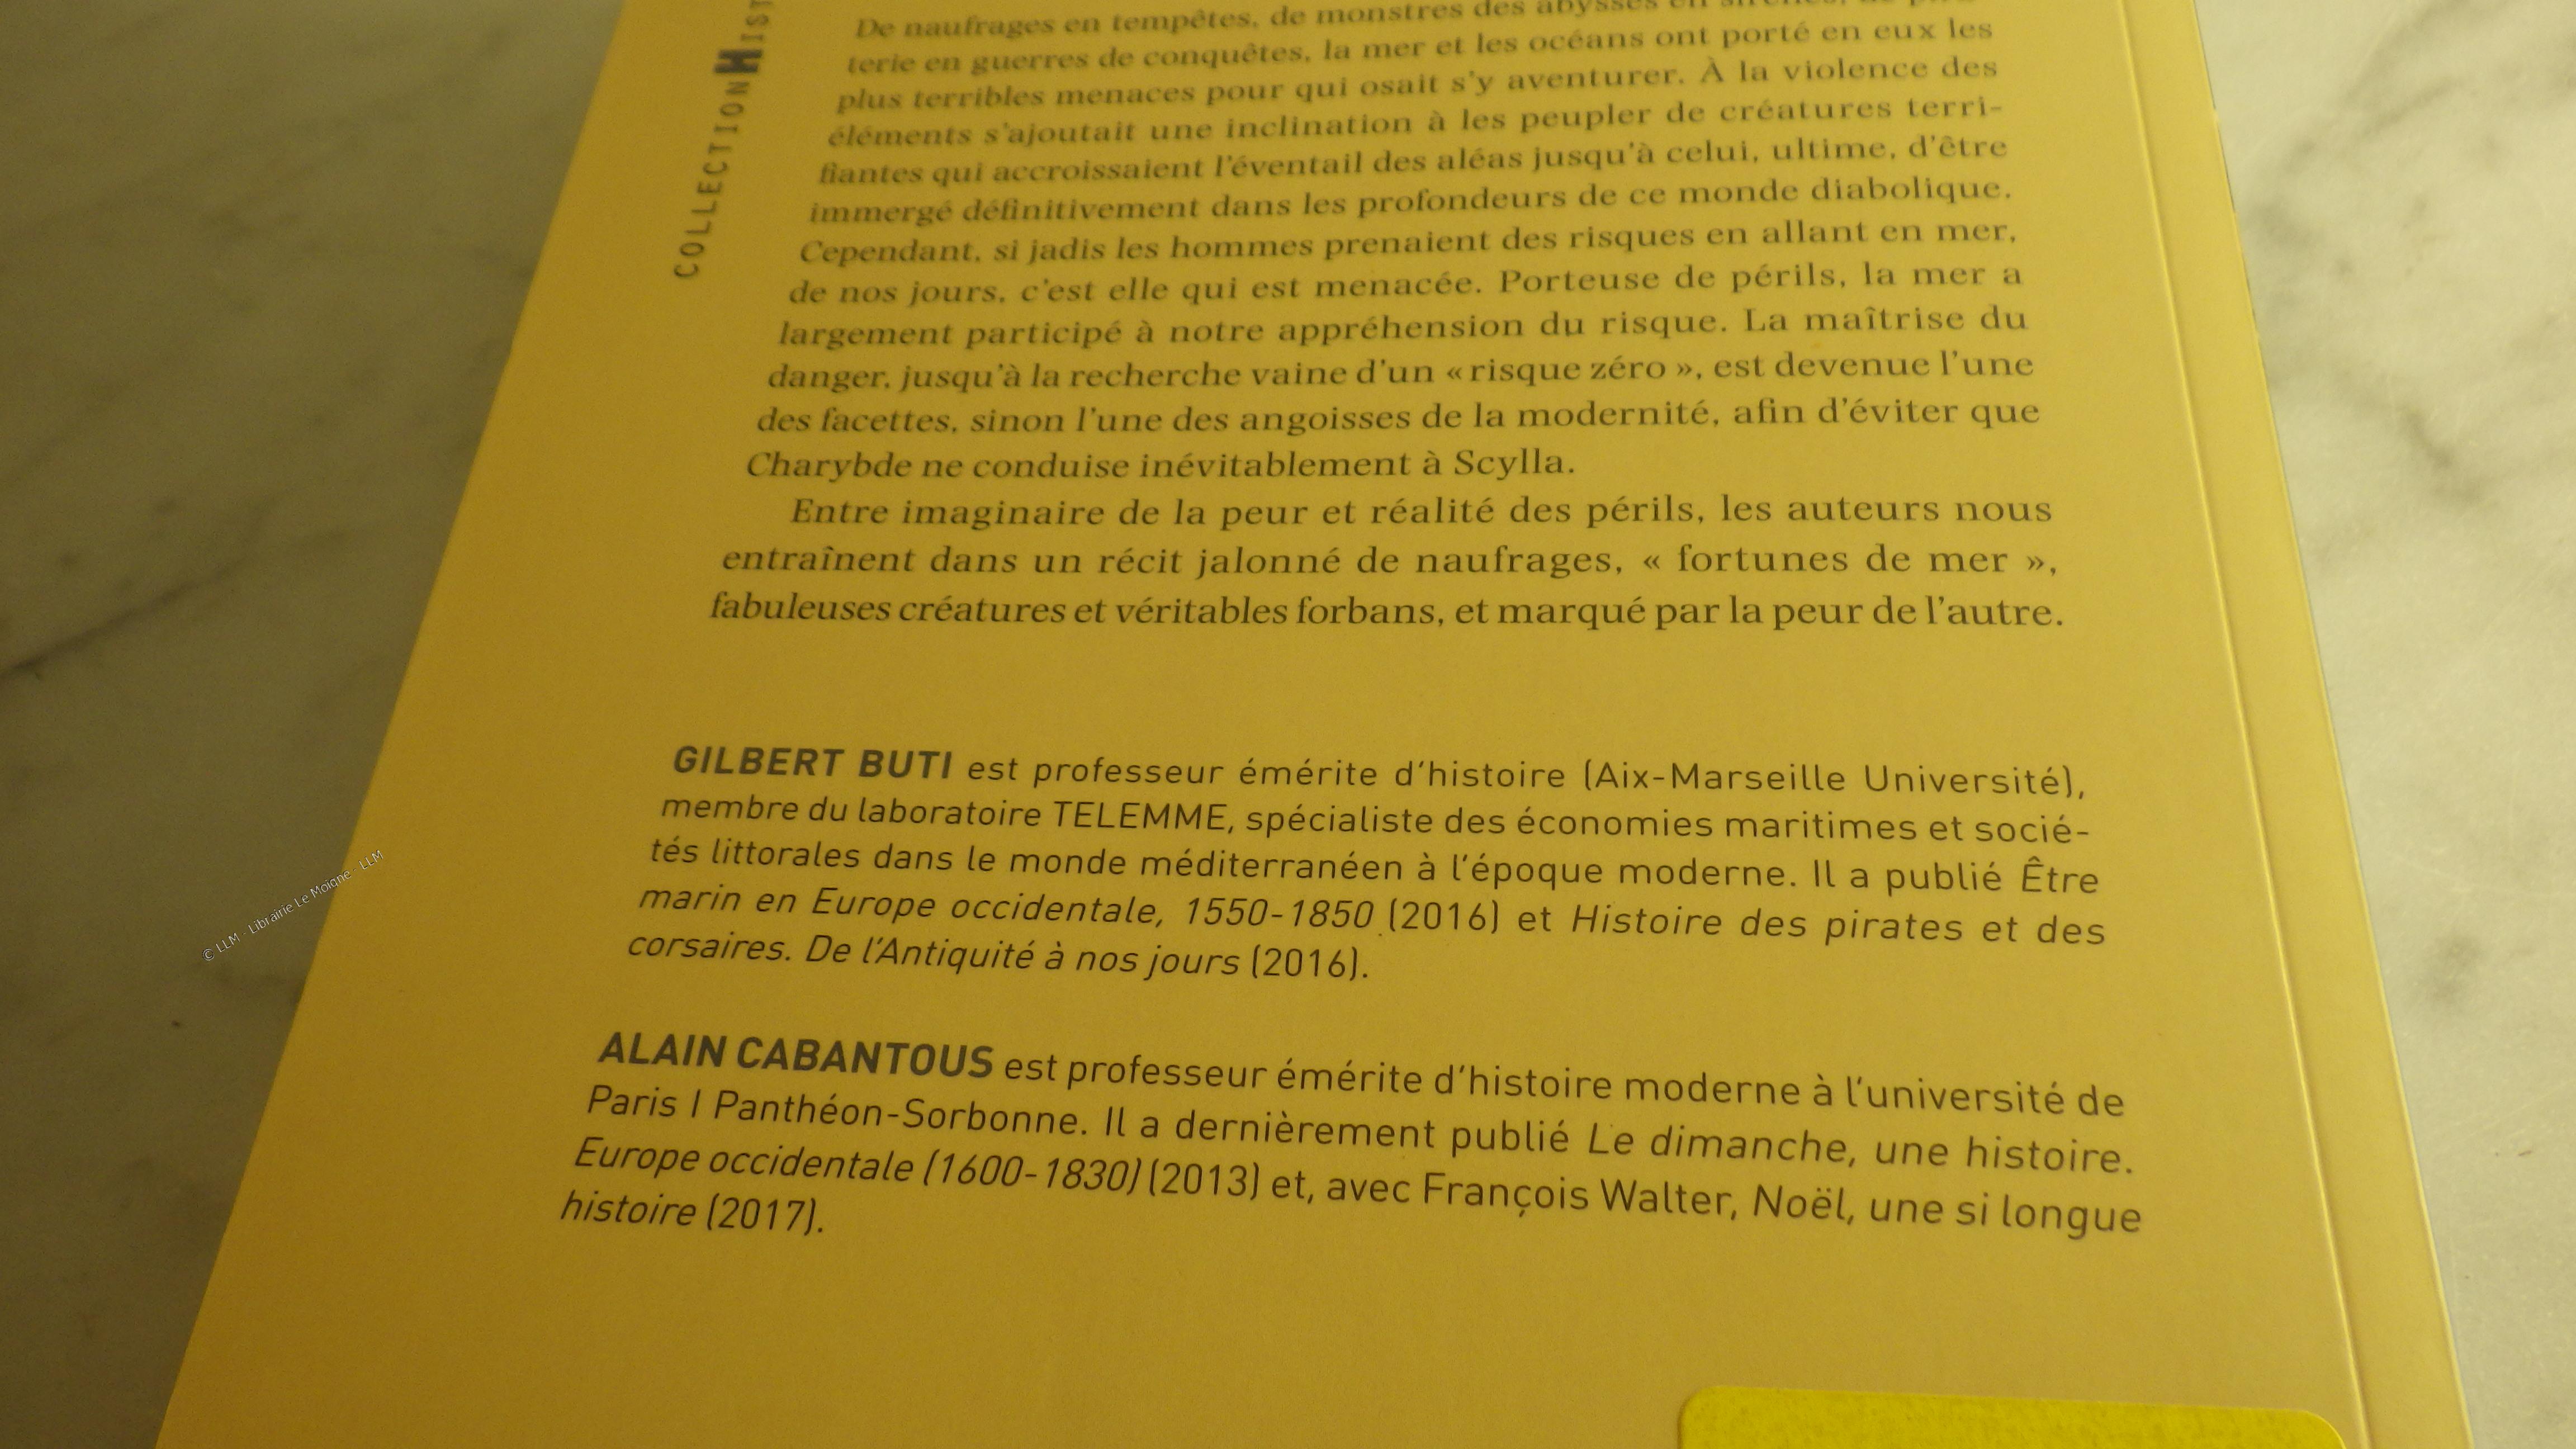 COLLECTION HIST
De naufrages en tempêtes, de monstres des abysses en sirènes, de
terie en guerres de conquêtes, la mer et les océans ont porté en eux les
plus terribles menaces pour qui osait s'y aventurer. À la violence des
éléments s'ajoutait une inclination à les peupler de créatures terri-
fiantes qui accroissaient l'éventail des aléas jusqu'à celui, ultime, d'être
immergé définitivement dans les profondeurs de ce monde diabolique.
Cependant, si jadis les hommes prenaient des risques en allant en mer,
de nos jours, c'est elle qui est menacée. Porteuse de périls, la mer a
largement participé à notre appréhension du risque. La maîtrise du
danger, jusqu'à la recherche vaine d'un « risque zéro », est devenue l'une
des facettes, sinon l'une des angoisses de la modernité, afin d'éviter que
Charybde ne conduise inévitablement à Scylla.
Entre imaginaire de la peur et réalité des périls, les auteurs nous
entraînent dans un récit jalonné de naufrages, « fortunes de mer »,
fabuleuses créatures et véritables forbans, et marqué par la peur de l'autre.
GILBERT BUTI est professeur émérite d'histoire (Aix-Marseille Université),
membre du laboratoire TELEMME, spécialiste des économies maritimes et socié-
tés littorales dans le monde méditerranéen à l'époque moderne. Il a publié Être
marin en Europe occidentale, 1550-1850 (2016) et Histoire des pirates et des
corsaires. De l'Antiquité à nos jours (2016).
ALAIN CABANTOUS est professeur émérite d'histoire moderne à l'université de
Paris I Panthéon-Sorbonne. Il a dernièrement publié Le dimanche, une histoire.
Europe occidentale (1600-1830) (2013) et, avec François Walter, Noël, une si longue
histoire (2017).
© LLM - Librairie Le Moigne - LLM